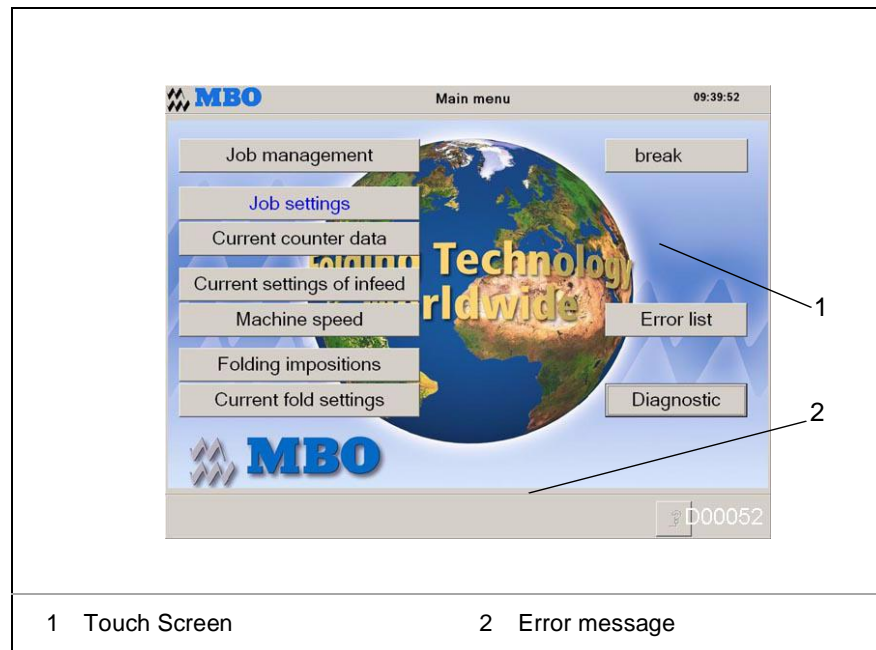 MBO Main menu 09:39:52
Job management
break
Job settings
Current counter data
Folding Technology
Current settings of infeed
Worldwide
Machine speed
Error list
1
Folding impositions
Current fold settings
Diagnostic
2
MBO
D00052
1 Touch Screen 2 Error message